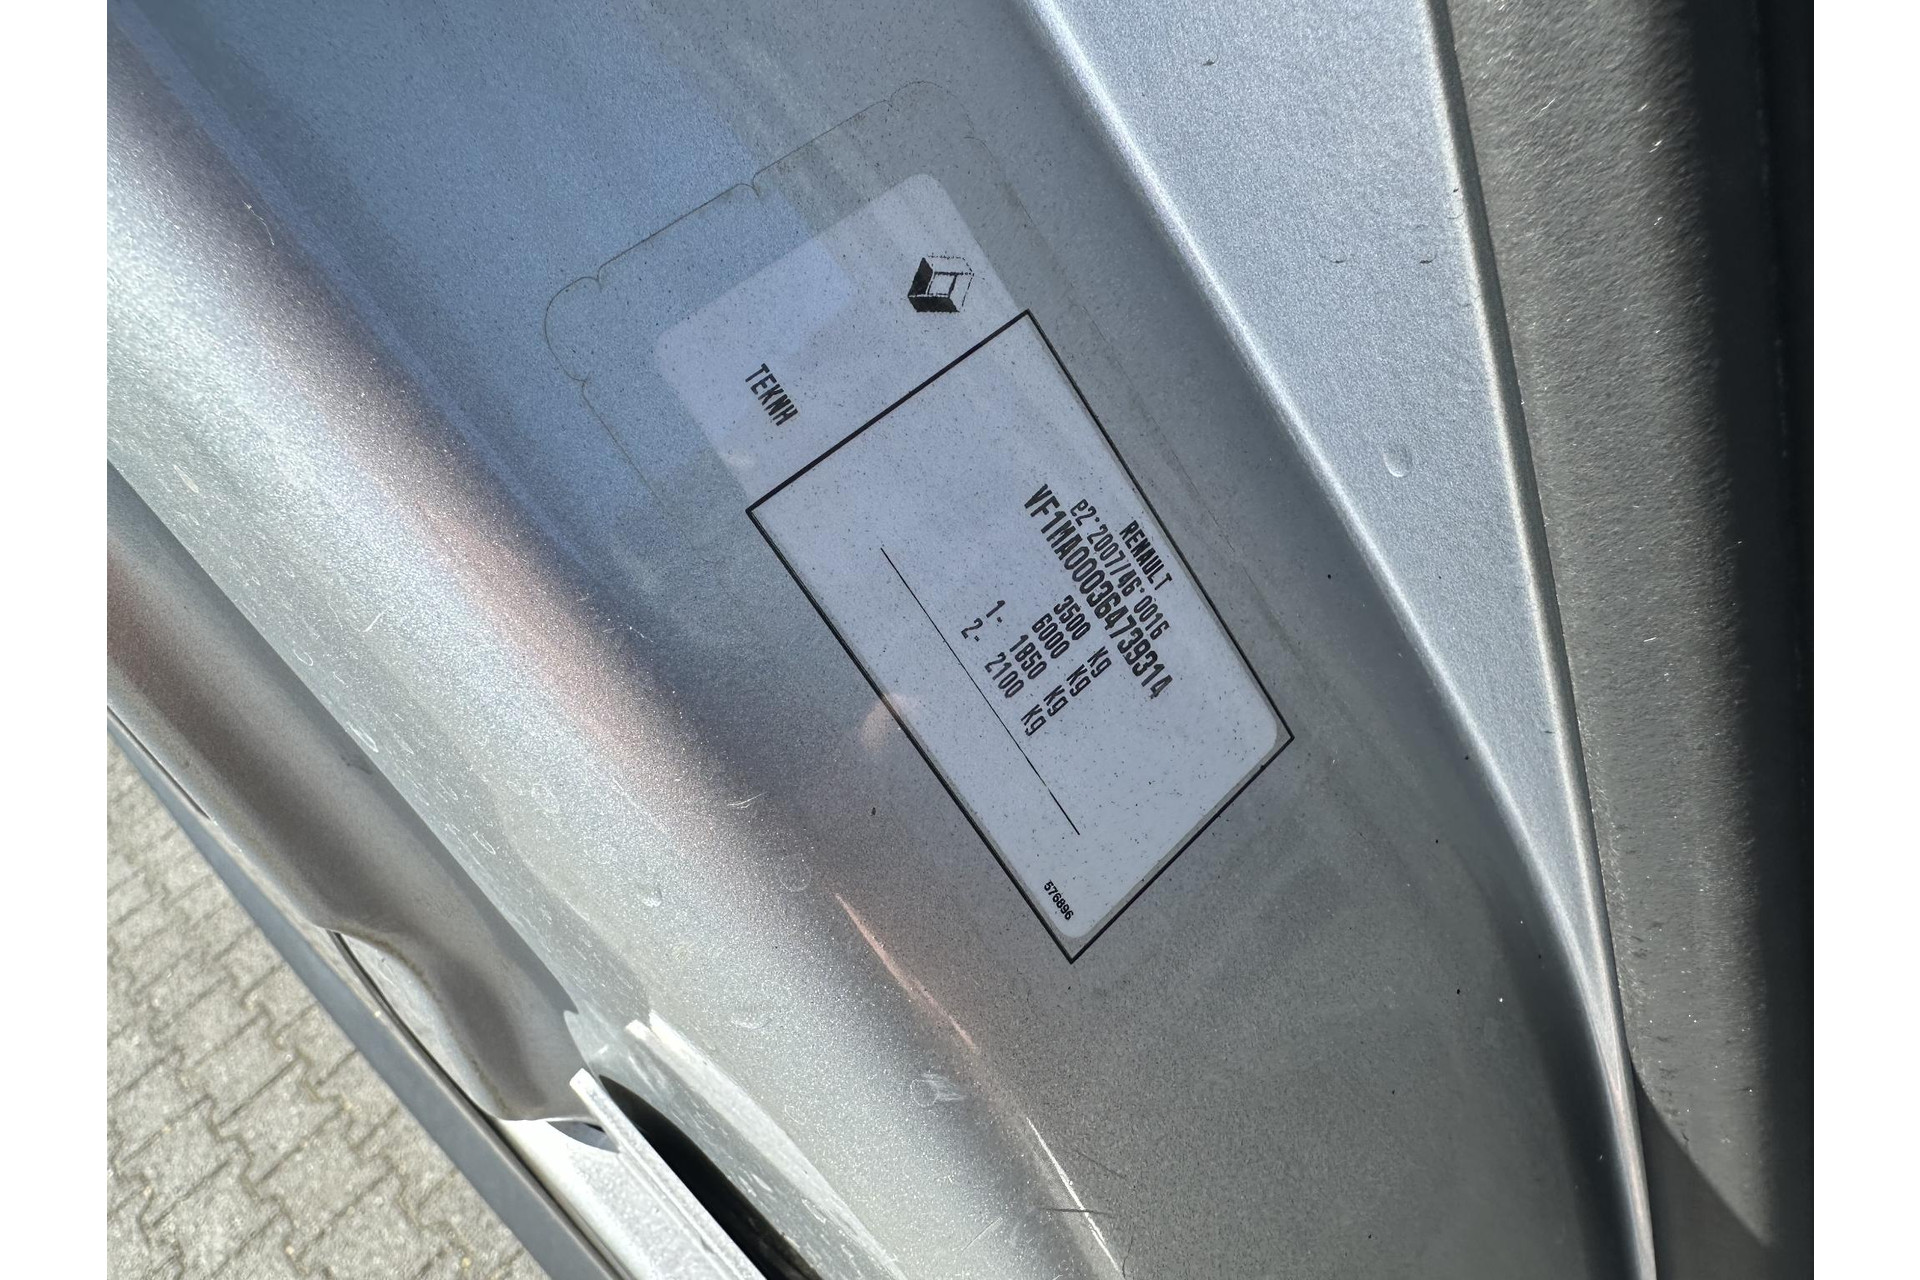 RENAULT
e2*2007/46*0016
VF1MA000364739314
3500 Kg
6000 Kg
1- 1850 Kg
2- 2100 Kg
TEKNH
576896